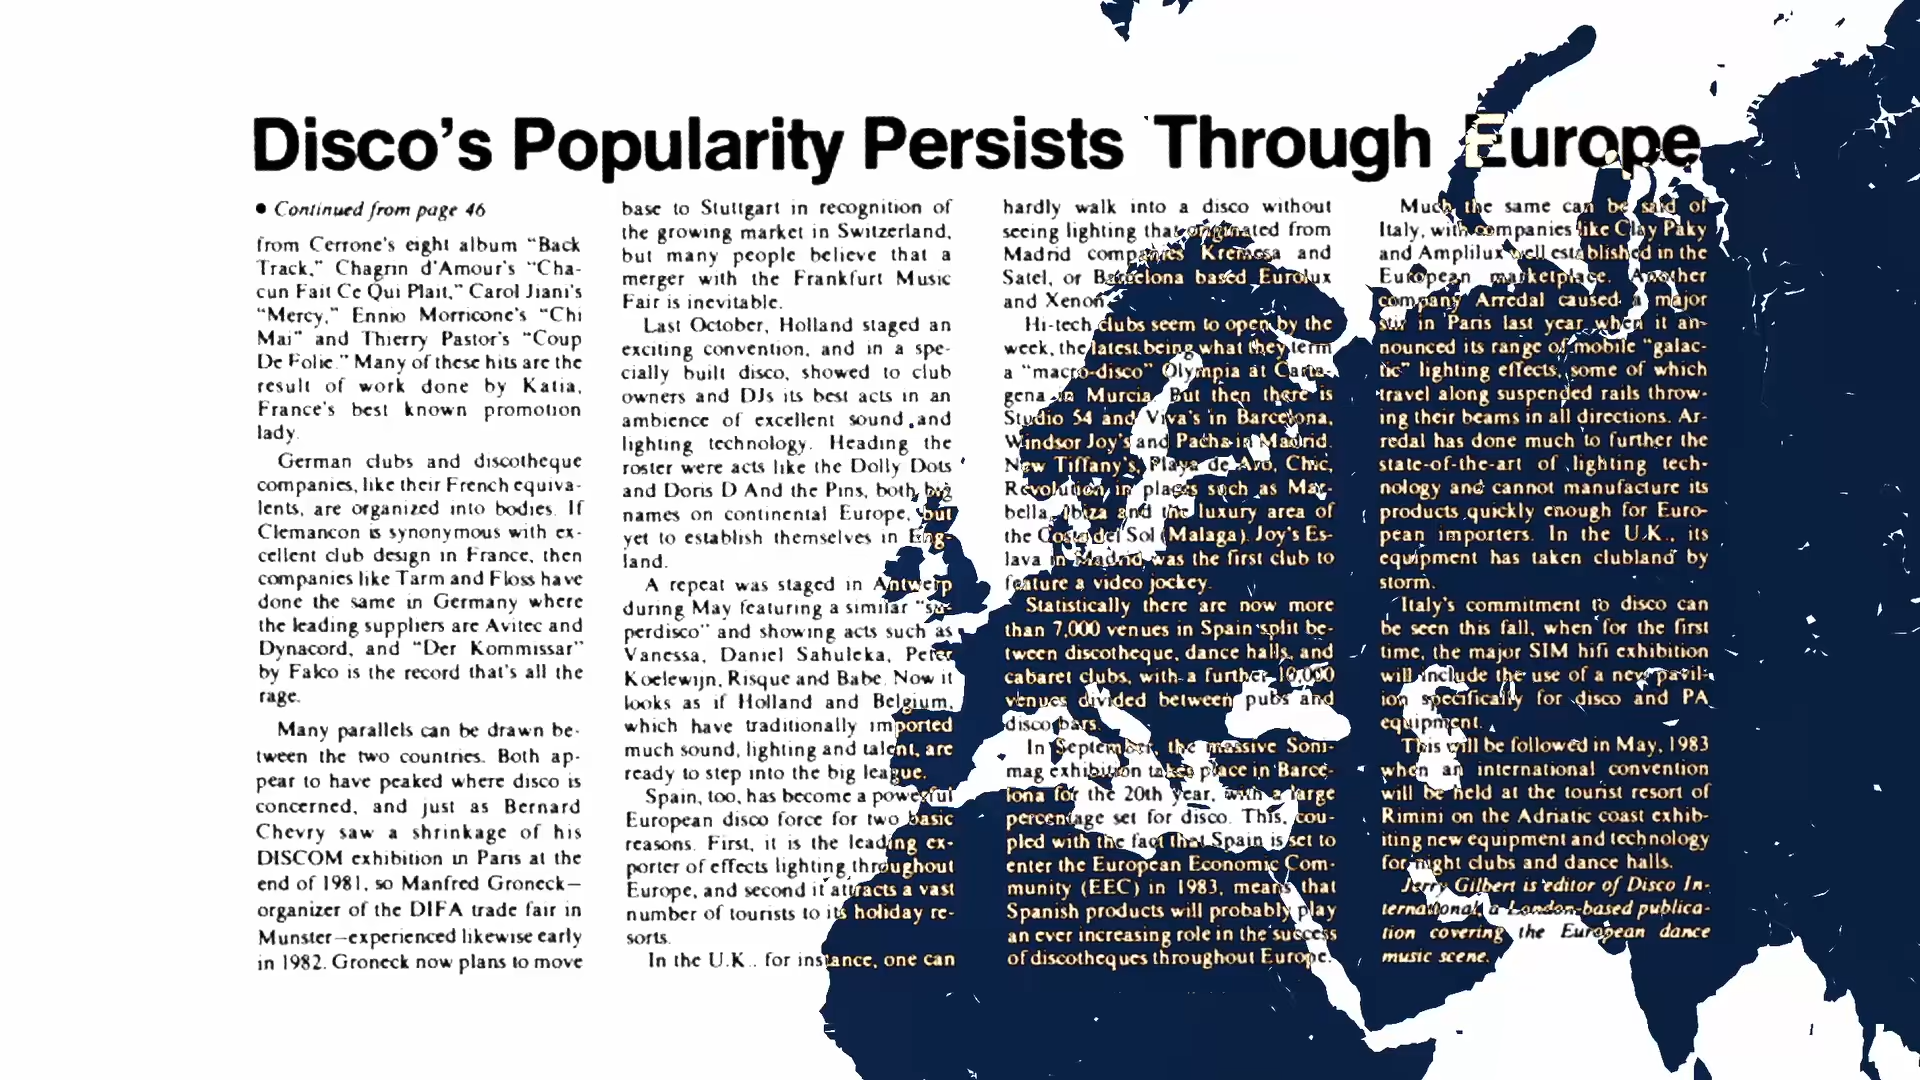 Disco's Popularity Persists Through Europe
• Continued from page 46
from Cerrone's eight album "Back
Track," Chagrin d'Amour's "Cha-
cun Fait Ce Qui Plait," Carol Jiani's
"Mercy," Ennio Morricone's "Chi
Mai" and Thierry Pastor's "Coup
De Folie." Many of these hits are the
result of work done by Katia,
France's best known promotion
lady.
German clubs and discotheque
companies, like their French equiva-
lents, are organized into bodies. If
Clemancon is synonymous with ex-
cellent club design in France, then
companies like Tarm and Floss have
done the same in Germany where
the leading suppliers are Avitec and
Dynacord, and "Der Kommissar"
by Falco is the record that's all the
rage.
Many parallels can be drawn be-
tween the two countries. Both ap-
pear to have peaked where disco is
concerned, and just as Bernard
Chevry saw a shrinkage of his
DISCOM exhibition in Paris at the
end of 1981, so Manfred Groneck—
organizer of the DIFA trade fair in
Munster—experienced likewise early
in 1982. Groneck now plans to move
base to Stuttgart in recognition of
the growing market in Switzerland,
but many people believe that a
merger with the Frankfurt Music
Fair is inevitable.
Last October, Holland staged an
exciting convention, and in a spe-
cially built disco, showed to club
owners and DJs its best acts in an
ambience of excellent sound and
lighting technology. Heading the
roster were acts like the Dolly Dots
and Doris D And the Pins, both big
names on continental Europe, but
yet to establish themselves in Eng-
land.
A repeat was staged in Antwerp
during May featuring a similar "su-
perdisco" and showing acts such as
Vanessa, Daniel Sahuleka, Peter
Koelewijn, Risque and Babe. Now it
looks as if Holland and Belgium,
which have traditionally imported
much sound, lighting and talent, are
ready to step into the big league.
Spain, too, has become a powerful
European disco force for two basic
reasons. First, it is the leading ex-
porter of effects lighting throughout
Europe, and second it attracts a vast
number of tourists to its holiday re-
sorts.
In the U.K., for instance, one can
hardly walk into a disco without
seeing lighting that originated from
Madrid companies Kremesa and
Satel, or Barcelona based Eurolux
and Xenon.
Hi-tech clubs seem to open by the
week, the latest being what they term
a "macro-disco" Olympia at Carta-
gena in Murcia. But then there is
Studio 54 and Viva's in Barcelona,
Windsor Joy's and Pacha in Madrid.
New Tiffany's, Playa de Aro, Chic,
Revolution in places such as Mar-
bella, Ibiza and the luxury area of
the Costa del Sol (Malaga). Joy's Es-
lava in Madrid was the first club to
feature a video jockey.
Statistically there are now more
than 7,000 venues in Spain split be-
tween discotheque, dance halls, and
cabaret clubs, with a further 10,000
venues divided between pubs and
disco bars.
In September, the massive Soni-
mag exhibition takes place in Barce-
lona for the 20th year, with a large
percentage set for disco. This, cou-
pled with the fact that Spain is set to
enter the European Economic Com-
munity (EEC) in 1983, means that
Spanish products will probably play
an ever increasing role in the success
of discotheques throughout Europe.
Much the same can be said of
Italy, with companies like Clay Paky
and Amplilux well established in the
European marketplace. Another
company Arredal caused a major
stir in Paris last year when it an-
nounced its range of mobile "galac-
tic" lighting effects, some of which
travel along suspended rails throw-
ing their beams in all directions. Ar-
redal has done much to further the
state-of-the-art of lighting tech-
nology and cannot manufacture its
products quickly enough for Euro-
pean importers. In the U.K., its
equipment has taken clubland by
storm.
Italy's commitment to disco can
be seen this fall, when for the first
time, the major SIM hifi exhibition
will include the use of a new pavil-
ion specifically for disco and PA
equipment.
This will be followed in May, 1983
when an international convention
will be held at the tourist resort of
Rimini on the Adriatic coast exhib-
iting new equipment and technology
for night clubs and dance halls.
Jerry Gilbert is editor of Disco In-
ternational, a London-based publica-
tion covering the European dance
music scene.